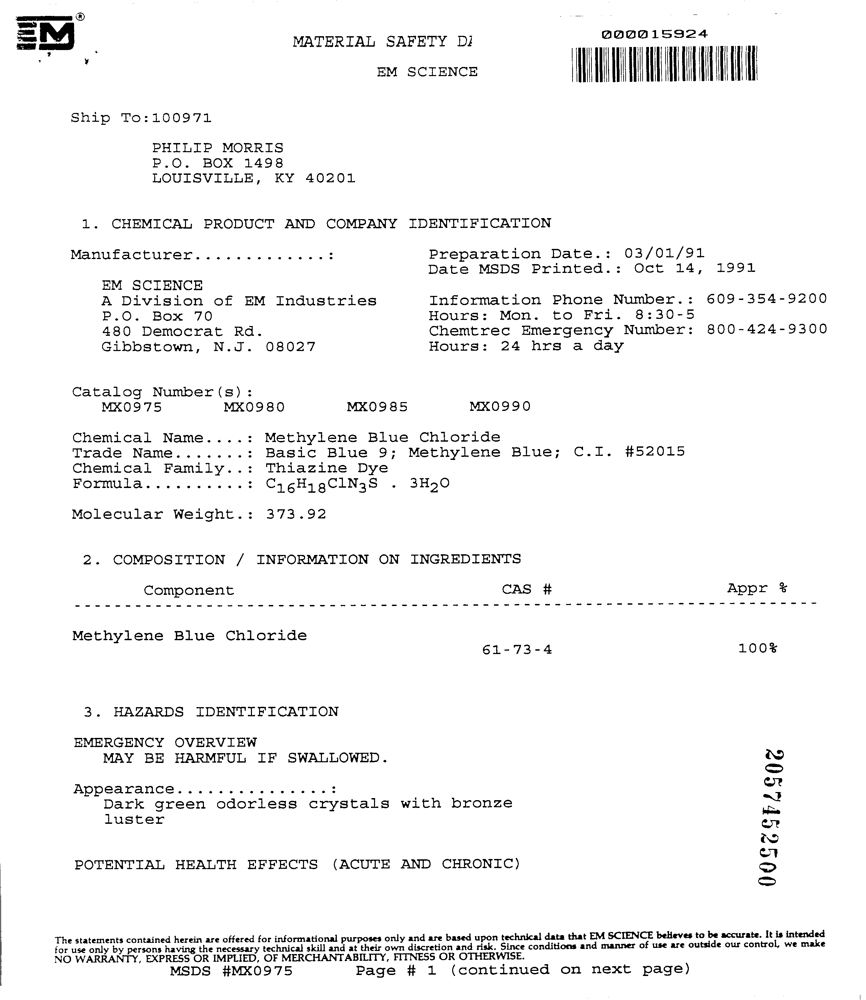 EM®
000015924
MATERIAL SAFETY
EM SCIENCE
Ship To:100971
PHILIP MORRIS
P.O. BOX 1498
LOUISVILLE, KY 40201
1. CHEMICAL PRODUCT AND COMPANY IDENTIFICATION
Manufacturer.............: Preparation Date.: 03/01/91
Date MSDS Printed.: Oct 14, 1991
EM SCIENCE
A Division of EM Industries Information Phone Number.: 609-354-9200
P.O. Box 70 Hours: Mon. to Fri. 8:30-5
480 Democrat Rd. Chemtrec Emergency Number: 800-424-9300
Gibbstown, N.J. 08027 Hours: 24 hrs a day
Catalog Number(s):
MX0975 MX0980 MX0985 MX0990
Chemical Name....: Methylene Blue Chloride
Trade Name.......: Basic Blue 9; Methylene Blue; C.I. #52015
Chemical Family..: Thiazine Dye
Formula..........: C₁₆H₁₈ClN₃S . 3H₂O
Molecular Weight.: 373.92
2. COMPOSITION / INFORMATION ON INGREDIENTS
Component CAS # Appr %
Methylene Blue Chloride
61-73-4 100%
3. HAZARDS IDENTIFICATION
EMERGENCY OVERVIEW
MAY BE HARMFUL IF SWALLOWED.
Appearance...............:
Dark green odorless crystals with bronze
luster
POTENTIAL HEALTH EFFECTS (ACUTE AND CHRONIC)
2057452500
The statements contained herein are offered for informational purposes only and are based upon technical data that EM SCIENCE believes to be accurate. It is intended
for use only by persons having the necessary technical skill and at their own discretion and risk. Since conditions and manner of use are outside our control, we make
NO WARRANTY, EXPRESS OR IMPLIED, OF MERCHANTABILITY, FITNESS OR OTHERWISE.
MSDS #MX0975 Page # 1 (continued on next page)